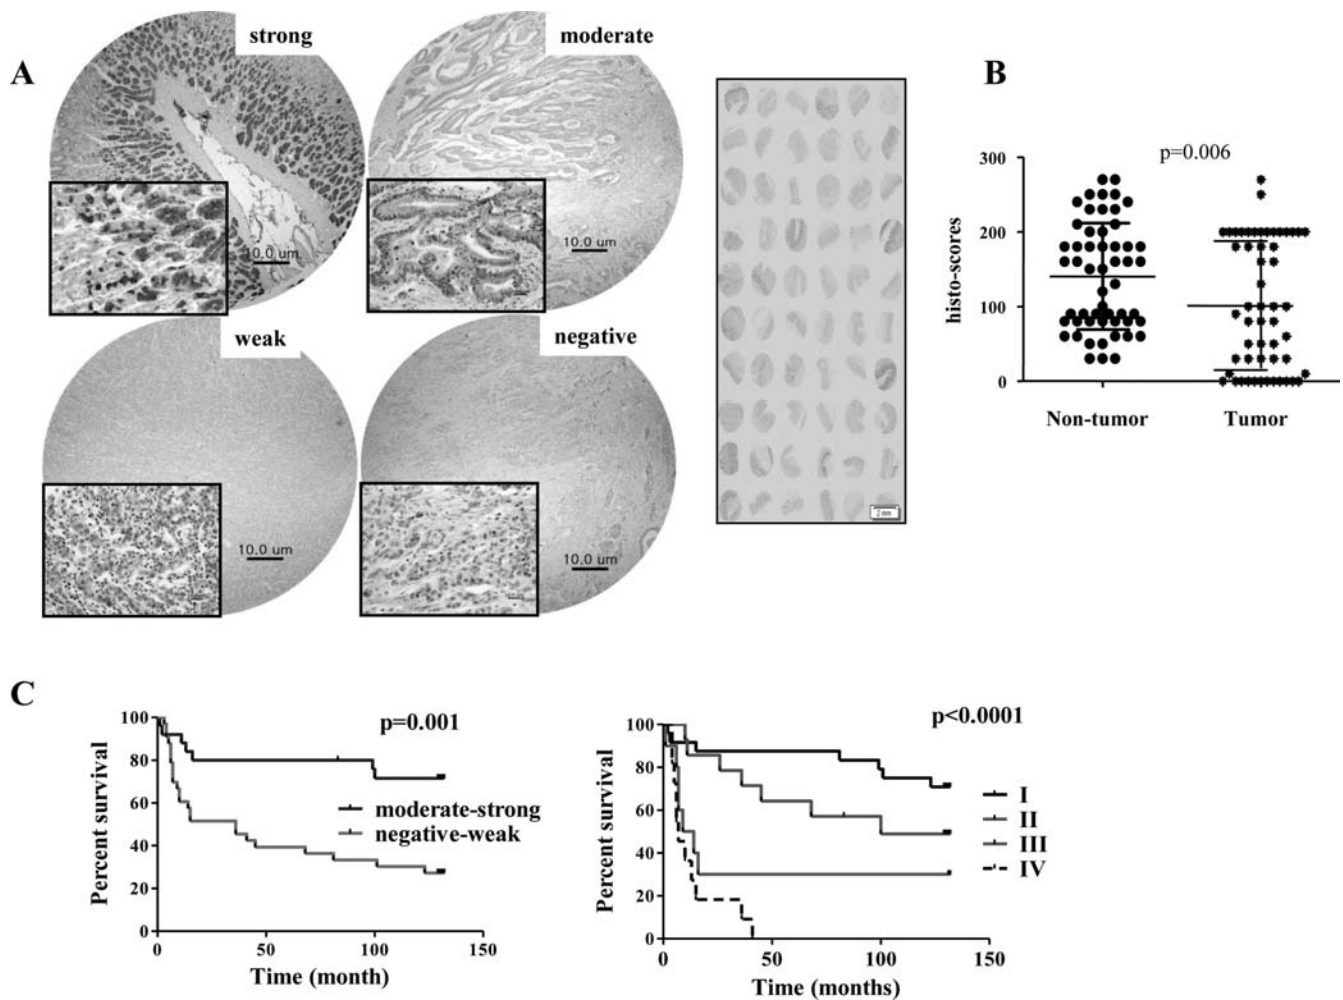 A
strong
10.0 um
moderate
10.0 um
weak
10.0 um
negative
10.0 um
2 mm
B
p=0.006
histo-scores
300
200
100
0
Non-tumor
Tumor
C
p=0.001
Percent survival
100
80
60
40
20
0
moderate-strong
negative-weak
0
50
100
150
Time (month)
p<0.0001
Percent survival
100
80
60
40
20
0
I
II
III
IV
0
50
100
150
Time (months)